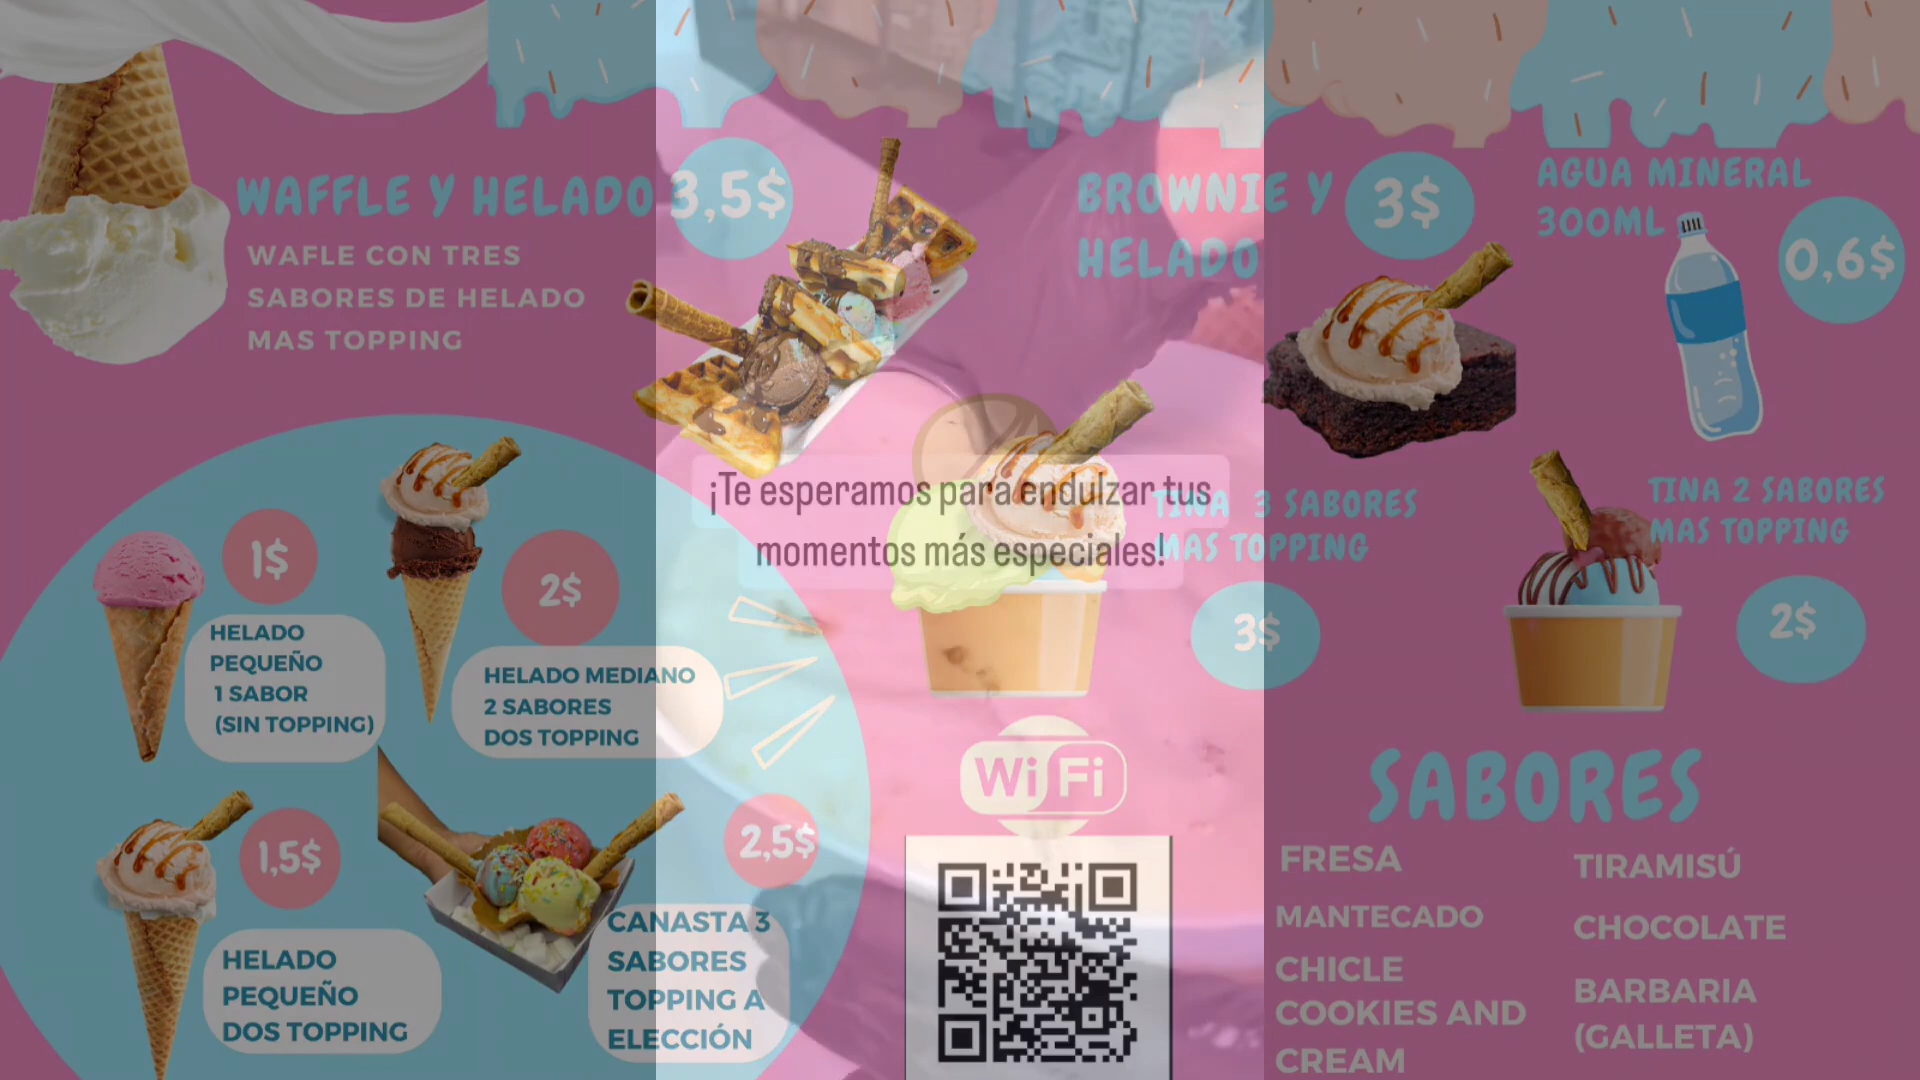 WAFFLE Y HELADO
3,5$
WAFLE CON TRES
SABORES DE HELADO
MAS TOPPING
BROWNIE Y
HELADO
3$
AGUA MINERAL
300ML
0,6$
¡Te esperamos para endulzar tus
momentos más especiales!
1$
HELADO
PEQUEÑO
1 SABOR
(SIN TOPPING)
2$
HELADO MEDIANO
2 SABORES
DOS TOPPING
1,5$
HELADO
PEQUEÑO
DOS TOPPING
2,5$
CANASTA 3
SABORES
TOPPING A
ELECCIÓN
TINA 3 SABORES
MAS TOPPING
3$
TINA 2 SABORES
MAS TOPPING
2$
WiFi
SABORES
FRESA
MANTECADO
CHICLE
COOKIES AND
CREAM
TIRAMISÚ
CHOCOLATE
BARBARIA
(GALLETA)